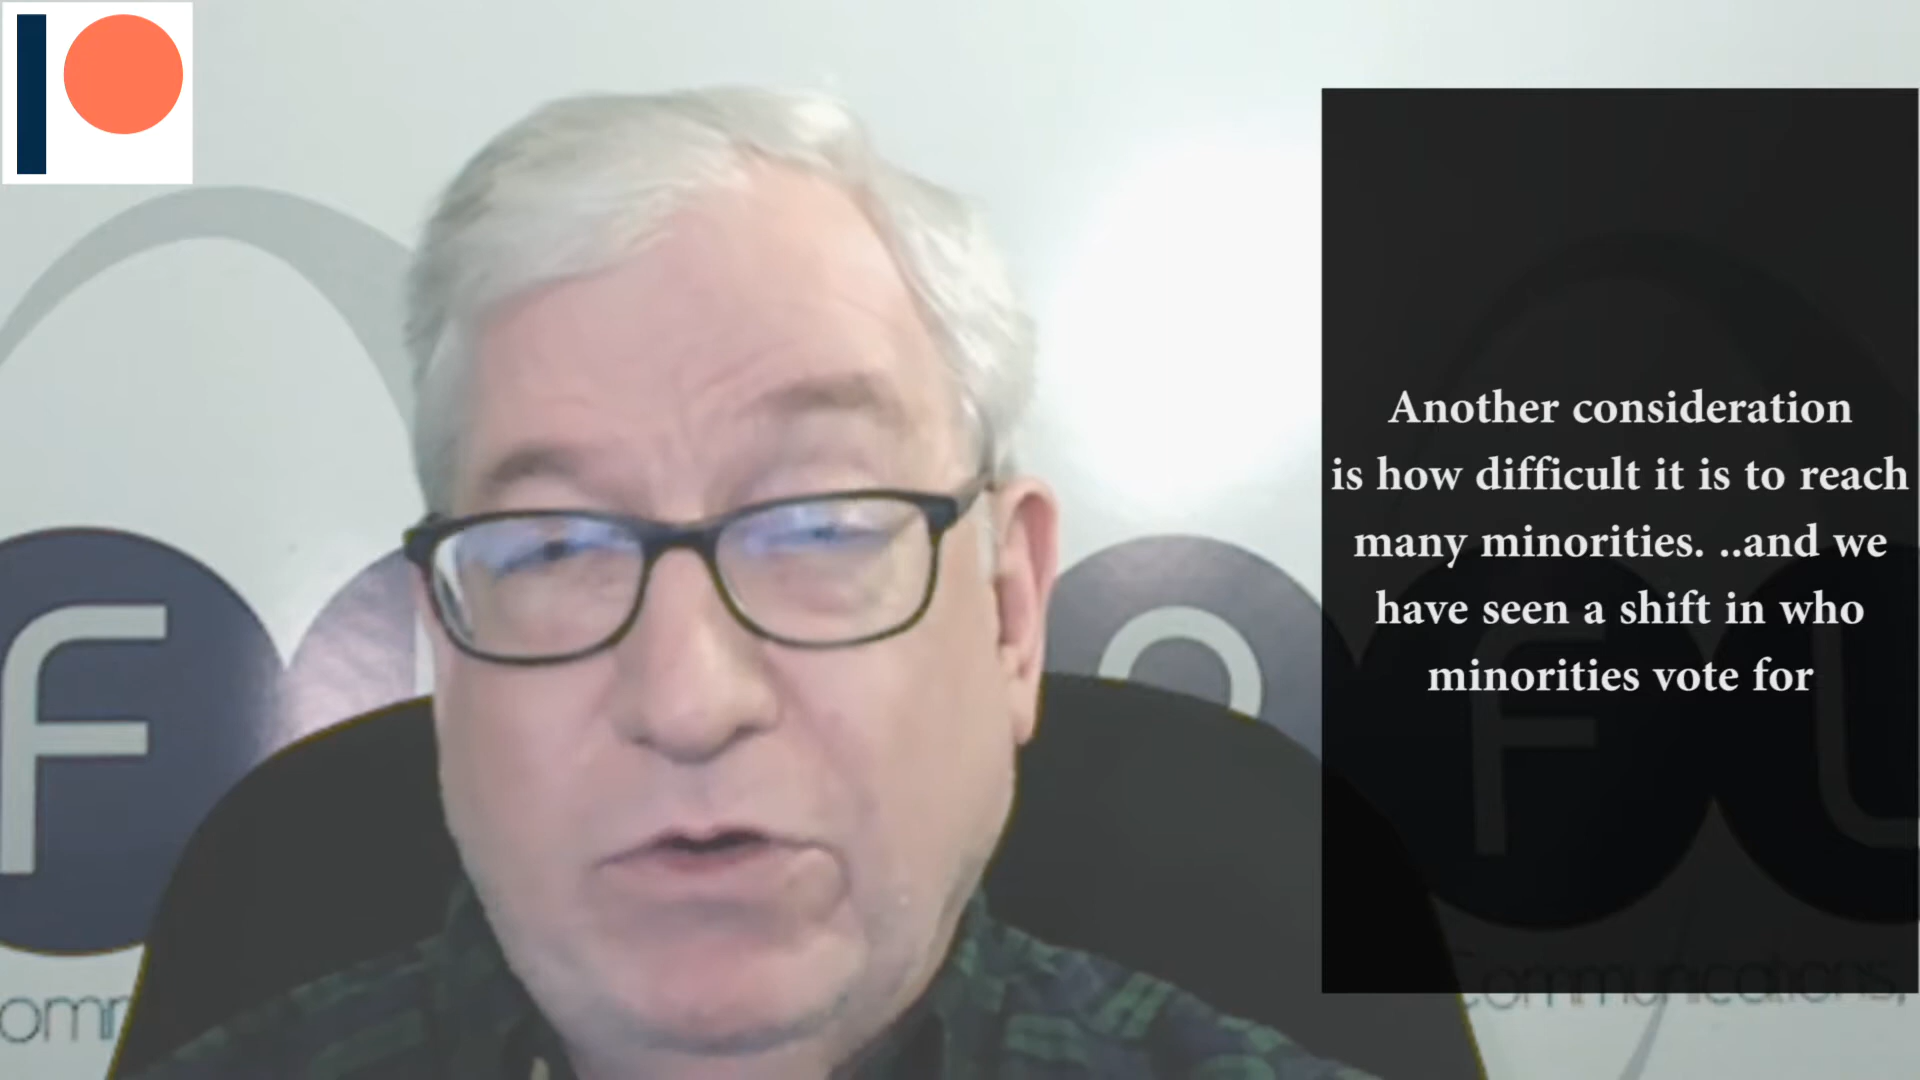 Another consideration
is how difficult it is to reach
many minorities. ..and we
have seen a shift in who
minorities vote for
F
F
Communications,